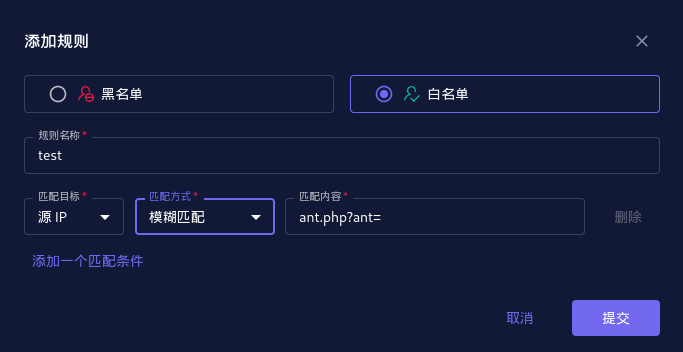 添加规则
黑名单
白名单
规则名称 *
test
匹配目标 * 匹配方式 * 匹配内容 *
源 IP 模糊匹配 ant.php?ant= 删除
添加一个匹配条件
取消 提交